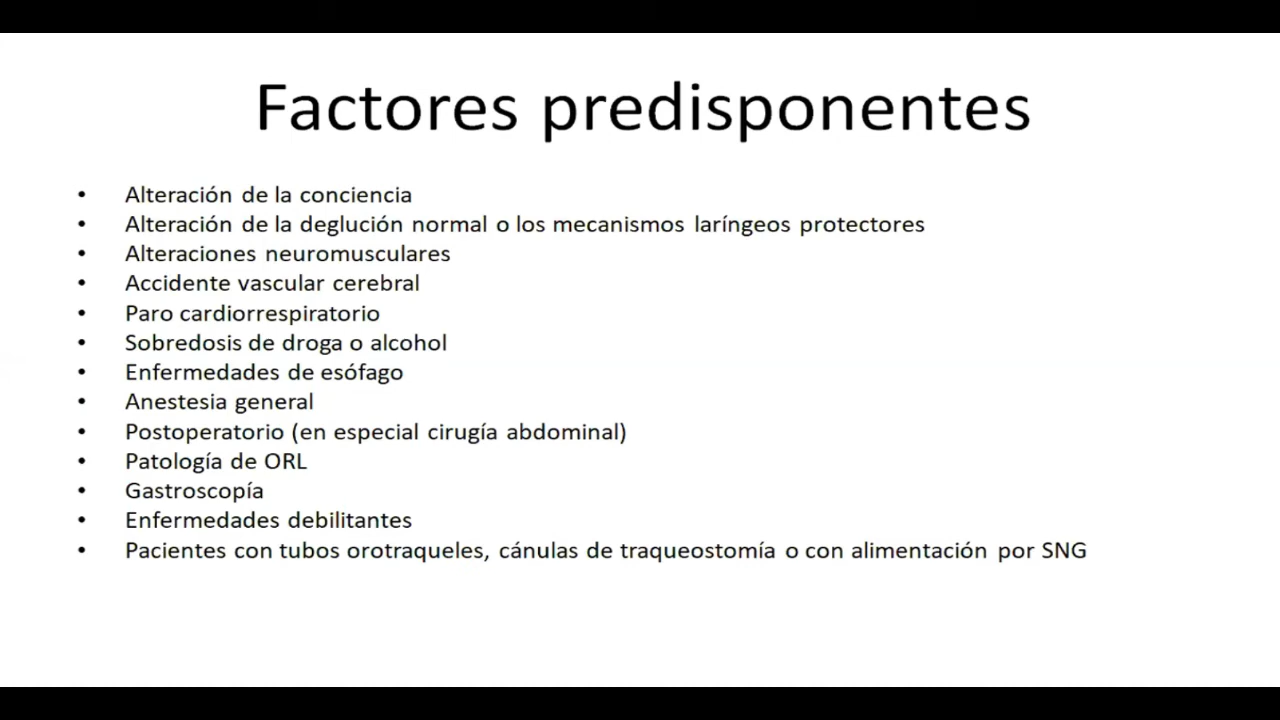 Factores predisponentes
• Alteración de la conciencia
• Alteración de la deglución normal o los mecanismos laríngeos protectores
• Alteraciones neuromusculares
• Accidente vascular cerebral
• Paro cardiorrespiratorio
• Sobredosis de droga o alcohol
• Enfermedades de esófago
• Anestesia general
• Postoperatorio (en especial cirugía abdominal)
• Patología de ORL
• Gastroscopía
• Enfermedades debilitantes
• Pacientes con tubos orotraqueles, cánulas de traqueostomía o con alimentación por SNG